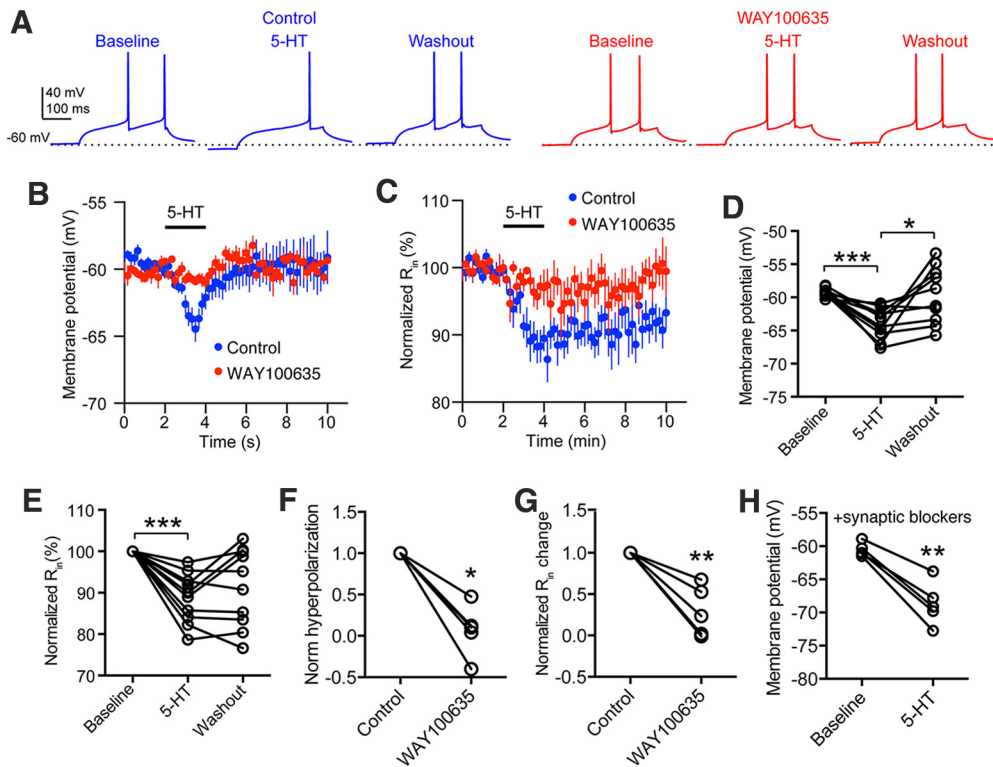 A
Control
WAY100635
Baseline
5-HT
Washout
Baseline
5-HT
Washout
40 mV
100 ms
-60 mV
B
Membrane potential (mV)
-55
-60
-65
-70
5-HT
Control
WAY100635
0 2 4 6 8 10
Time (s)
C
Normalized Rin (%)
110
100
90
80
5-HT
Control
WAY100635
0 2 4 6 8 10
Time (min)
D
Membrane potential (mV)
-50
-55
-60
-65
-70
-75
*** *
Baseline
5-HT
Washout
E
Normalized Rin(%)
110
100
90
80
70
***
Baseline
5-HT
Washout
F
Norm hyperpolarization
1.5
1.0
0.5
0.0
-0.5
*
Control
WAY100635
G
Normalized Rin change
1.5
1.0
0.5
0.0
-0.5
**
Control
WAY100635
H
Membrane potential (mV)
-55
-60
-65
-70
-75
-80
+synaptic blockers
**
Baseline
5-HT